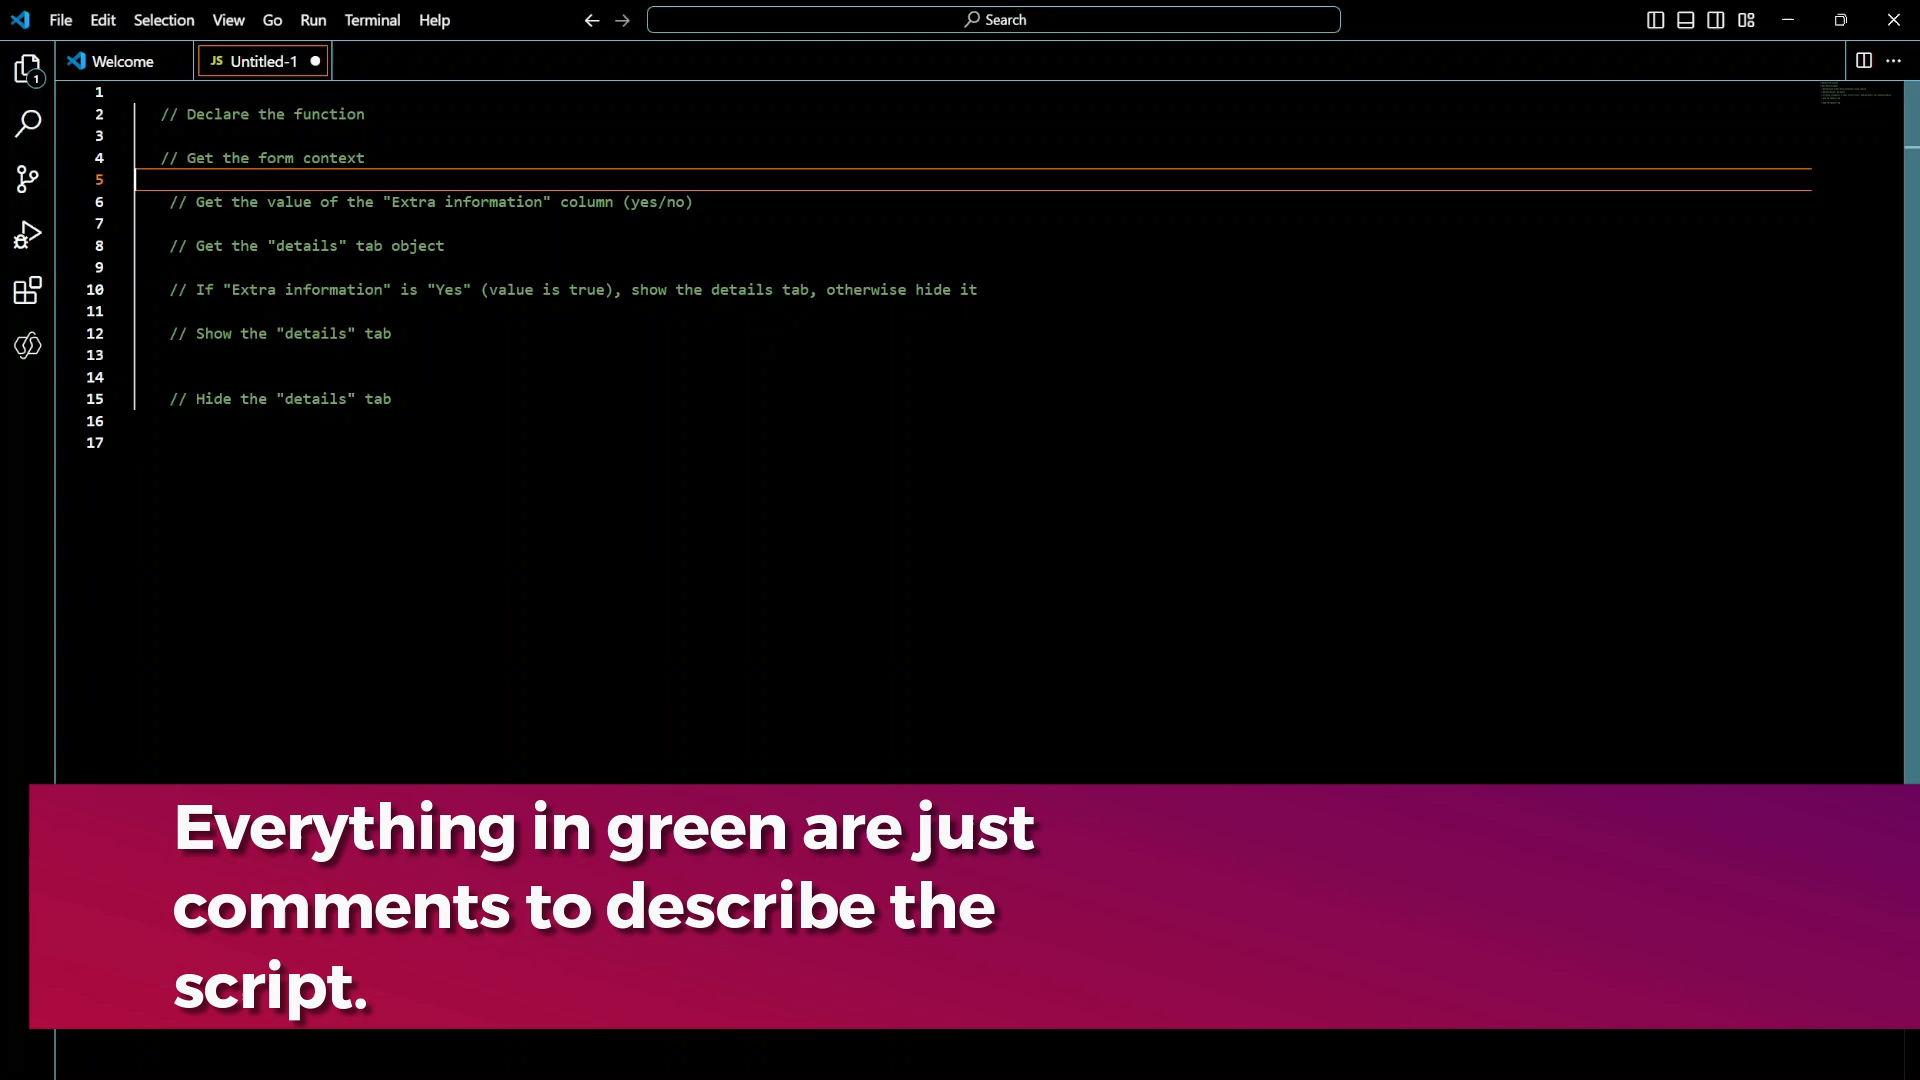 File Edit Selection View Go Run Terminal Help
Search
1
Welcome
JS Untitled-1
1
2 // Declare the function
3
4 // Get the form context
5
6 // Get the value of the "Extra information" column (yes/no)
7
8 // Get the "details" tab object
9
10 // If "Extra information" is "Yes" (value is true), show the details tab, otherwise hide it
11
12 // Show the "details" tab
13
14
15 // Hide the "details" tab
16
17
Everything in green are just
comments to describe the
script.